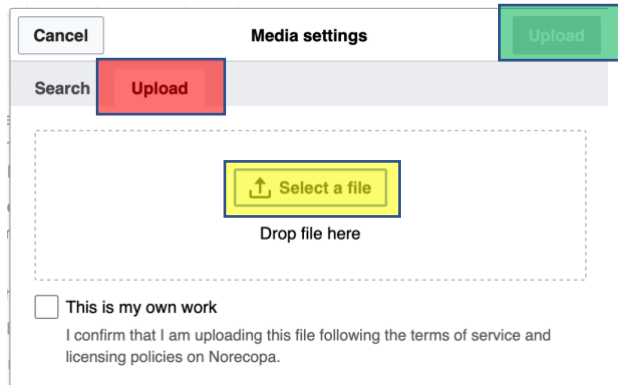 Cancel Media settings Upload
Search Upload
Select a file
Drop file here
This is my own work
I confirm that I am uploading this file following the terms of service and
licensing policies on Norecopa.